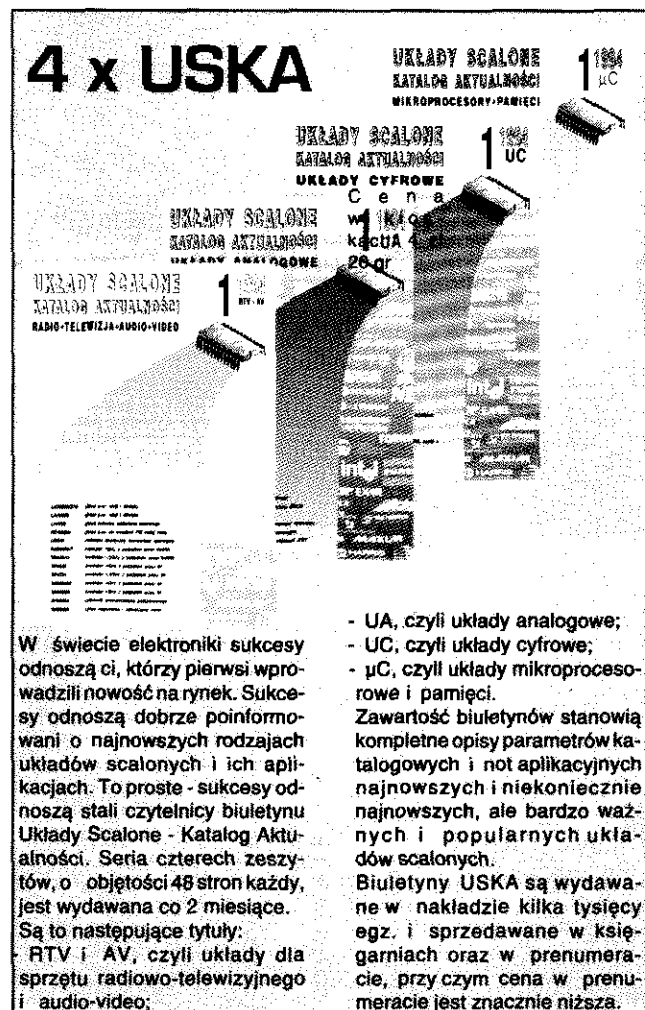 4 x USKA
UKŁADY SCALONE
KATALOG AKTUALNOŚCI
MIKROPROCESORY·PAMIĘCI
1 1994
µC
UKŁADY SCALONE
KATALOG AKTUALNOŚCI
UKŁADY CYFROWE
1 1994
UC
C e n a
20 gr
UKŁADY SCALONE
KATALOG AKTUALNOŚCI
UKŁADY ANALOGOWE
1
UKŁADY SCALONE
KATALOG AKTUALNOŚCI
RADIO·TELEWIZJA·AUDIO·VIDEO
1
RTV · AV
W świecie elektroniki sukcesy
odnoszą ci, którzy pierwsi wpro-
wadzili nowość na rynek. Sukce-
sy odnoszą dobrze poinformo-
wani o najnowszych rodzajach
układów scalonych i ich apli-
kacjach. To proste - sukcesy od-
noszą stali czytelnicy biuletynu
Układy Scalone - Katalog Aktu-
alności. Seria czterech zeszy-
tów, o objętości 48 stron każdy,
jest wydawana co 2 miesiące.
Są to następujące tytuły:
- RTV i AV, czyli układy dla
sprzętu radiowo-telewizyjnego
i audio-video;
- UA, czyli układy analogowe;
- UC, czyli układy cyfrowe;
- µC, czyli układy mikroproceso-
rowe i pamięci.
Zawartość biuletynów stanowią
kompletne opisy parametrów ka-
talogowych i not aplikacyjnych
najnowszych i niekoniecznie
najnowszych, ale bardzo waż-
nych i popularnych ukła-
dów scalonych.
Biuletyny USKA są wydawa-
ne w nakładzie kilka tysięcy
egz. i sprzedawane w księ-
garniach oraz w prenumera-
cie, przy czym cena w prenu-
meracie jest znacznie niższa.